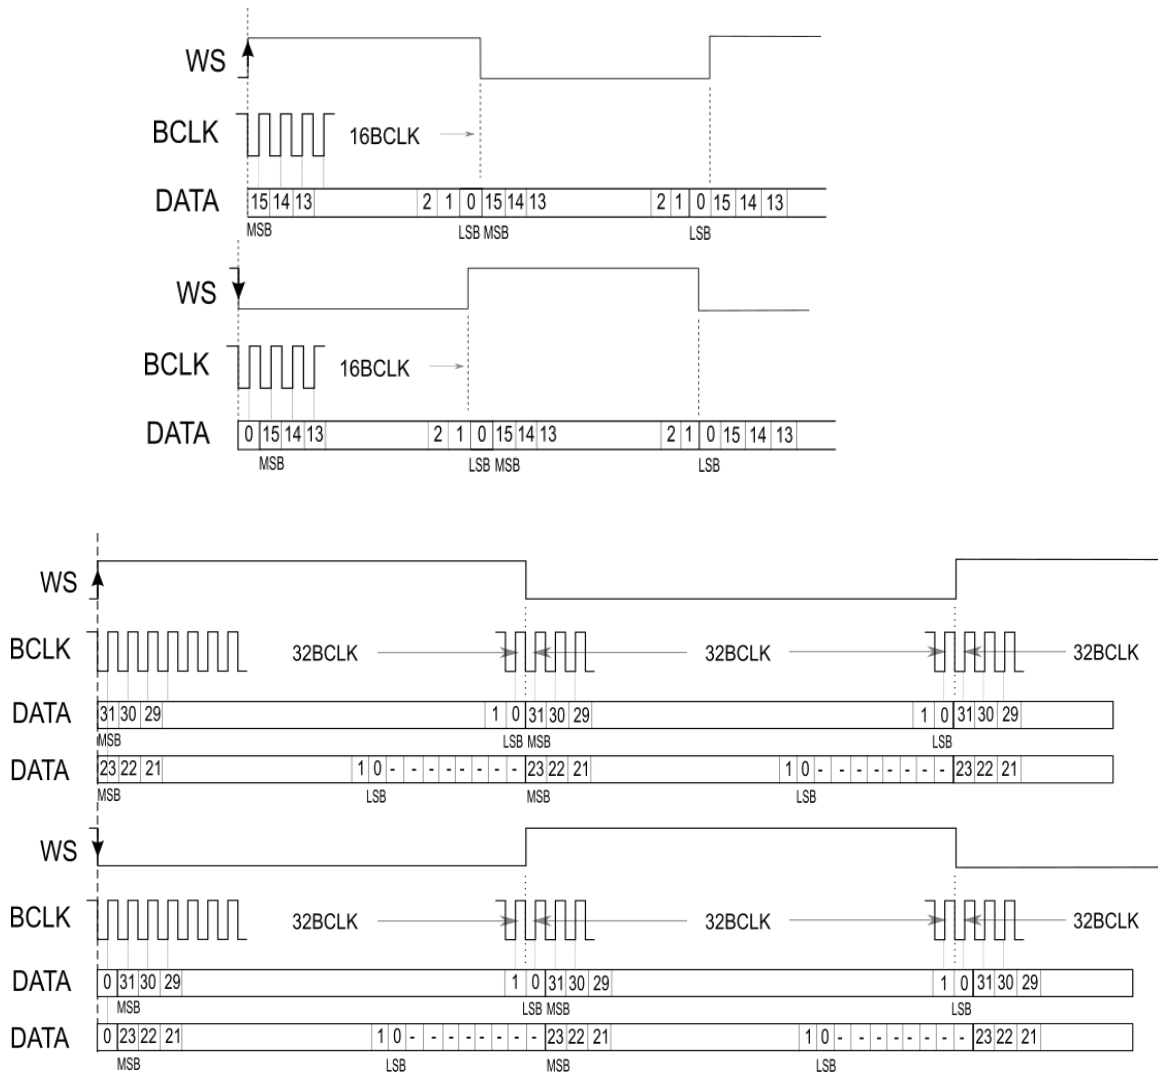 WS
BCLK 16BCLK
DATA 15 14 13 2 1 0 15 14 13 2 1 0 15 14 13
MSB LSB MSB LSB
WS
BCLK 16BCLK
DATA 0 15 14 13 2 1 0 15 14 13 2 1 0 15 14 13
MSB LSB MSB LSB
WS
BCLK 32BCLK 32BCLK 32BCLK
DATA 31 30 29 1 0 31 30 29 1 0 31 30 29
MSB LSB MSB LSB
DATA 23 22 21 1 0 - - - - - - - - 23 22 21 1 0 - - - - - - - - 23 22 21
MSB LSB MSB LSB
WS
BCLK 32BCLK 32BCLK 32BCLK
DATA 0 31 30 29 1 0 31 30 29 1 0 31 30 29
MSB LSB MSB LSB
DATA 0 23 22 21 1 0 - - - - - - - - 23 22 21 1 0 - - - - - - - - 23 22 21
MSB LSB MSB LSB